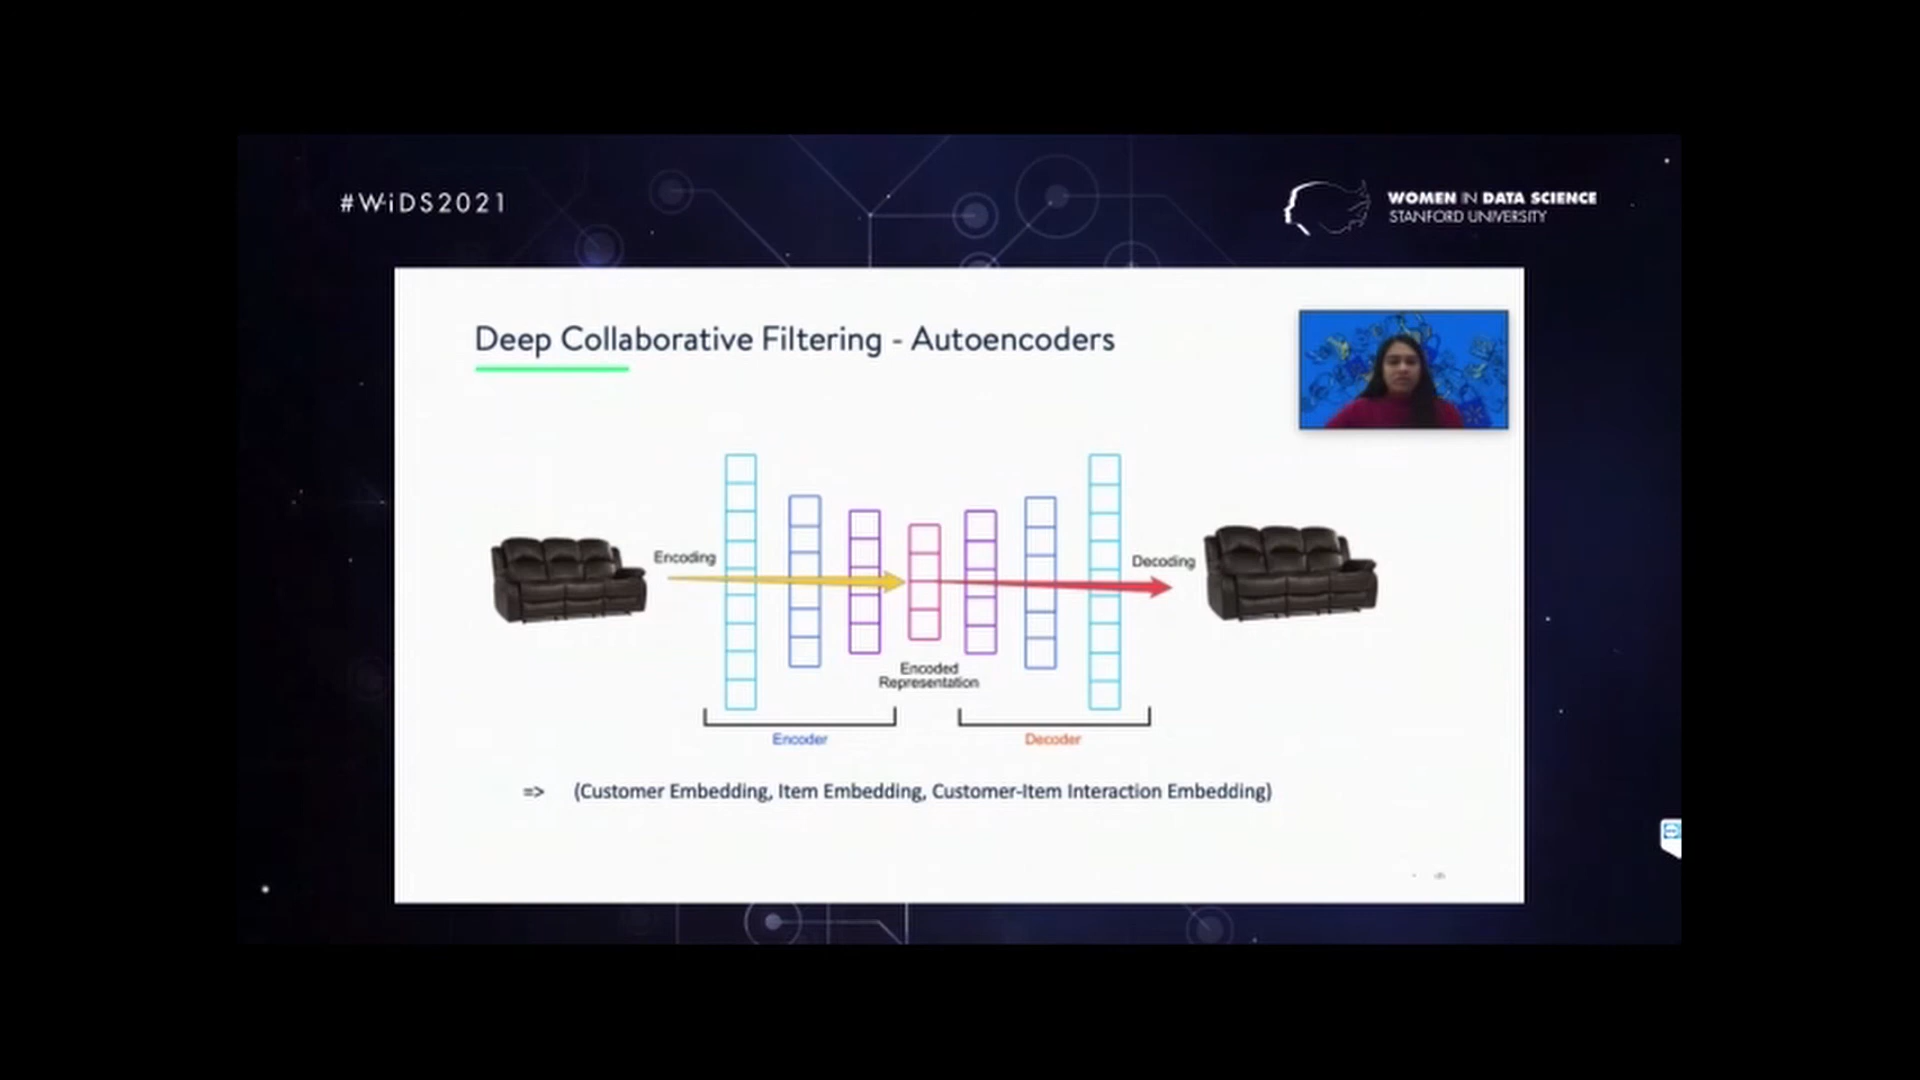 #WiDS2021
WOMEN IN DATA SCIENCE
STANFORD UNIVERSITY
Deep Collaborative Filtering - Autoencoders
Encoding
Decoding
Encoded
Representation
Encoder
Decoder
=> (Customer Embedding, Item Embedding, Customer-Item Interaction Embedding)